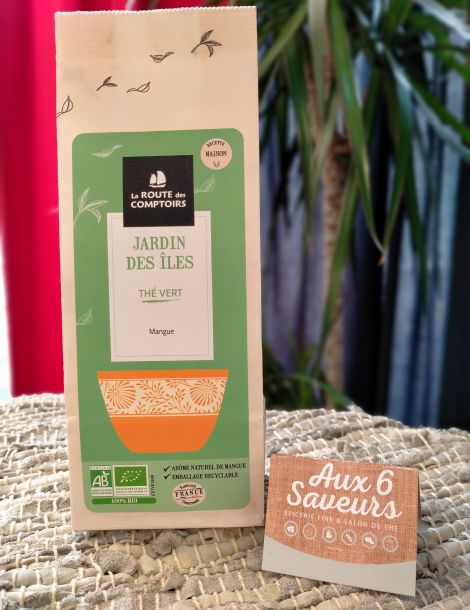 RECETTE
MAISON
LA ROUTE des
COMPTOIRS
JARDIN
DES ÎLES
THÉ VERT
Mangue
AB
100% BIO
✓ ARÔME NATUREL DE MANGUE
✓ EMBALLAGE RECYCLABLE
FRANCE
Aux 6
Saveurs
ÉPICERIE FINE & SALON DE THÉ